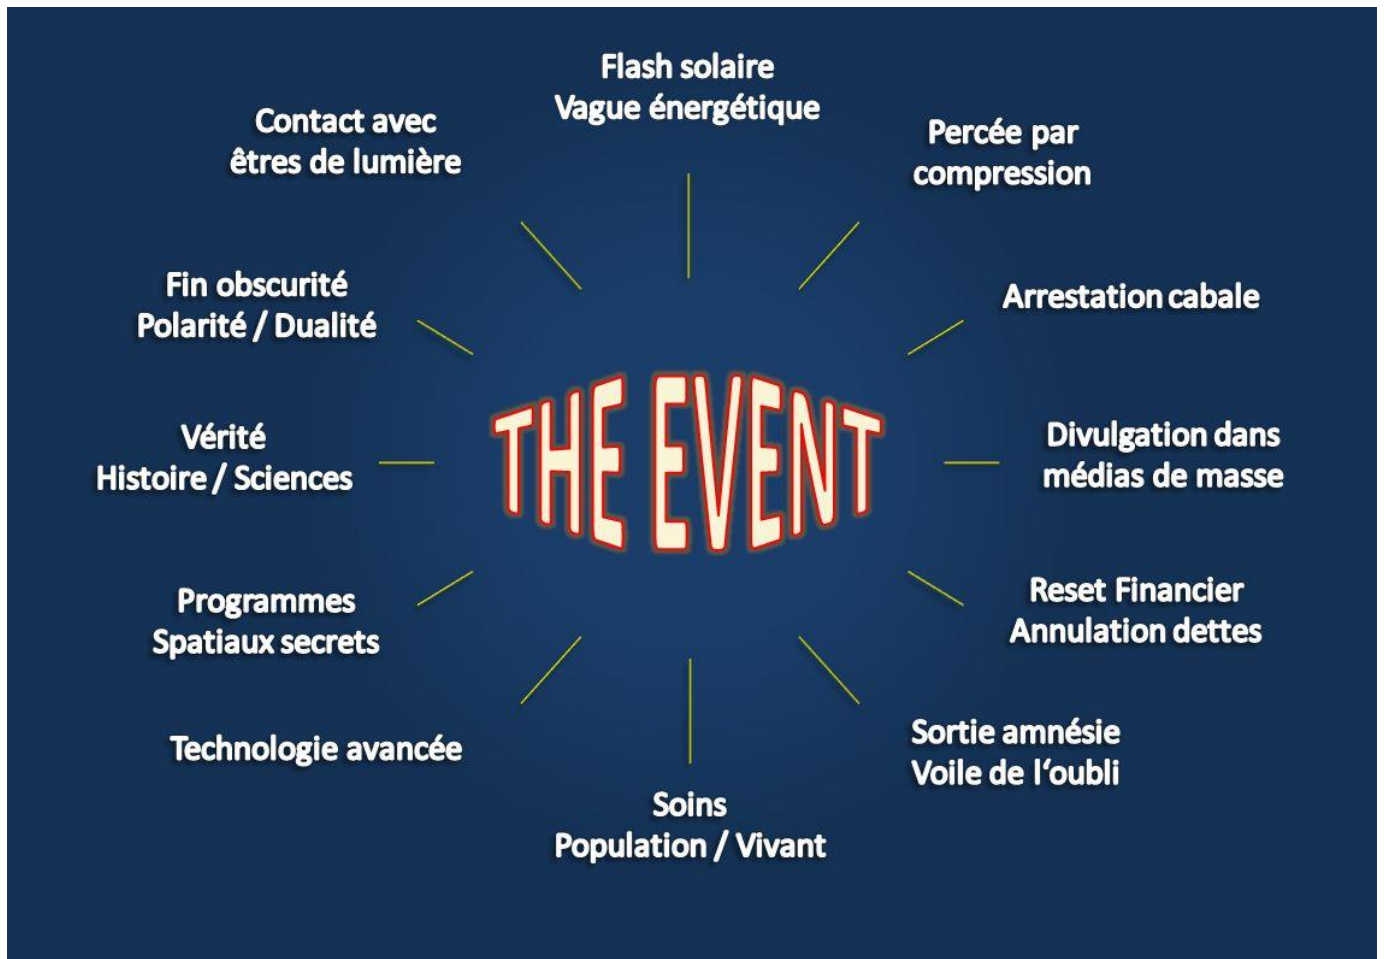 Flash solaire
Vague énergétique
Percée par
compression
Arrestation cabale
Divulgation dans
médias de masse
Reset Financier
Annulation dettes
Sortie amnésie
Voile de l‘oubli
Soins
Population / Vivant
Technologie avancée
Programmes
Spatiaux secrets
Vérité
Histoire / Sciences
Fin obscurité
Polarité / Dualité
Contact avec
êtres de lumière
THE EVENT